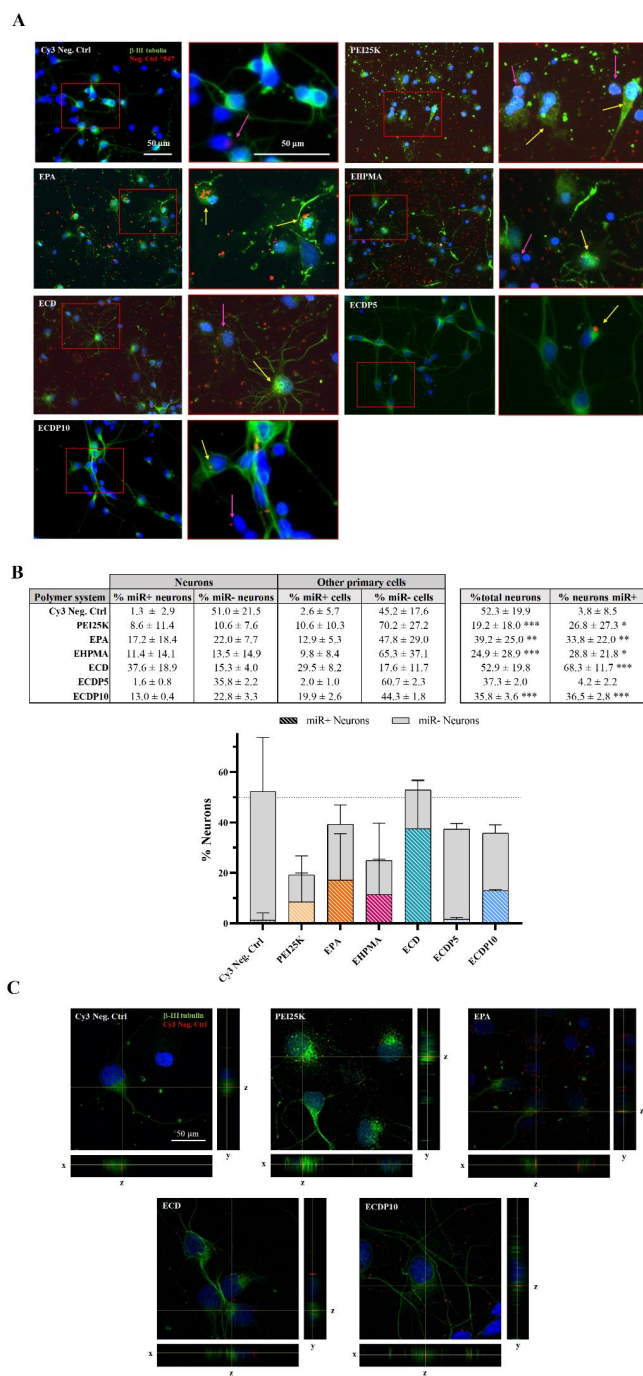 A
Cy3 Neg. Ctrl
β-III tubulin
Neg. Ctrl *547
50 µm
50 µm
PEI25K
EPA
EHPMA
ECD
ECDP5
ECDP10
B
Neurons Other primary cells
Polymer system % miR+ neurons % miR- neurons % miR+ cells % miR- cells %total neurons % neurons miR+
Cy3 Neg. Ctrl 1.3 ± 2.9 51.0 ± 21.5 2.6 ± 5.7 45.2 ± 17.6 52.3 ± 19.9 3.8 ± 8.5
PEI25K 8.6 ± 11.4 10.6 ± 7.6 10.6 ± 10.3 70.2 ± 27.2 19.2 ± 18.0 *** 26.8 ± 27.3 *
EPA 17.2 ± 18.4 22.0 ± 7.7 12.9 ± 5.3 47.8 ± 29.0 39.2 ± 25.0 ** 33.8 ± 22.0 **
EHPMA 11.4 ± 14.1 13.5 ± 14.9 9.8 ± 8.4 65.3 ± 37.1 24.9 ± 28.9 *** 28.8 ± 21.8 *
ECD 37.6 ± 18.9 15.3 ± 4.0 29.5 ± 8.2 17.6 ± 11.7 52.9 ± 19.8 68.3 ± 11.7 ***
ECDP5 1.6 ± 0.8 35.8 ± 2.2 2.0 ± 1.0 60.7 ± 2.3 37.3 ± 2.0 4.2 ± 2.2
ECDP10 13.0 ± 0.4 22.8 ± 3.3 19.9 ± 2.6 44.3 ± 1.8 35.8 ± 3.6 *** 36.5 ± 2.8 ***
miR+ Neurons miR- Neurons
% Neurons
60
40
20
0
Cy3 Neg. Ctrl
PEI25K
EPA
EHPMA
ECD
ECDP5
ECDP10
C
Cy3 Neg. Ctrl
β-III tubulin
Cy3 Neg. Ctrl
50 µm
z
y
x
z
PEI25K
z
y
x
z
EPA
z
y
x
z
ECD
z
y
x
z
ECDP10
z
y
x
z